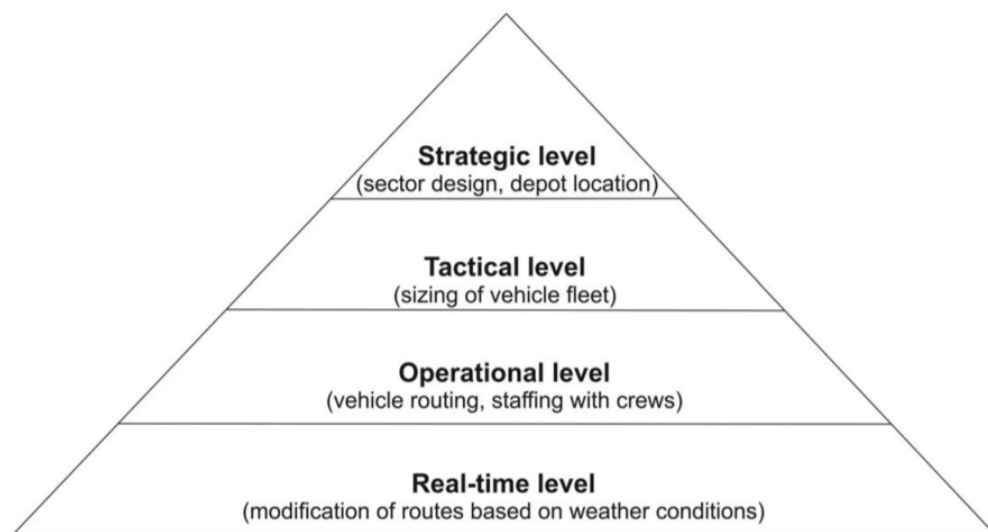 Strategic level
(sector design, depot location)
Tactical level
(sizing of vehicle fleet)
Operational level
(vehicle routing, staffing with crews)
Real-time level
(modification of routes based on weather conditions)